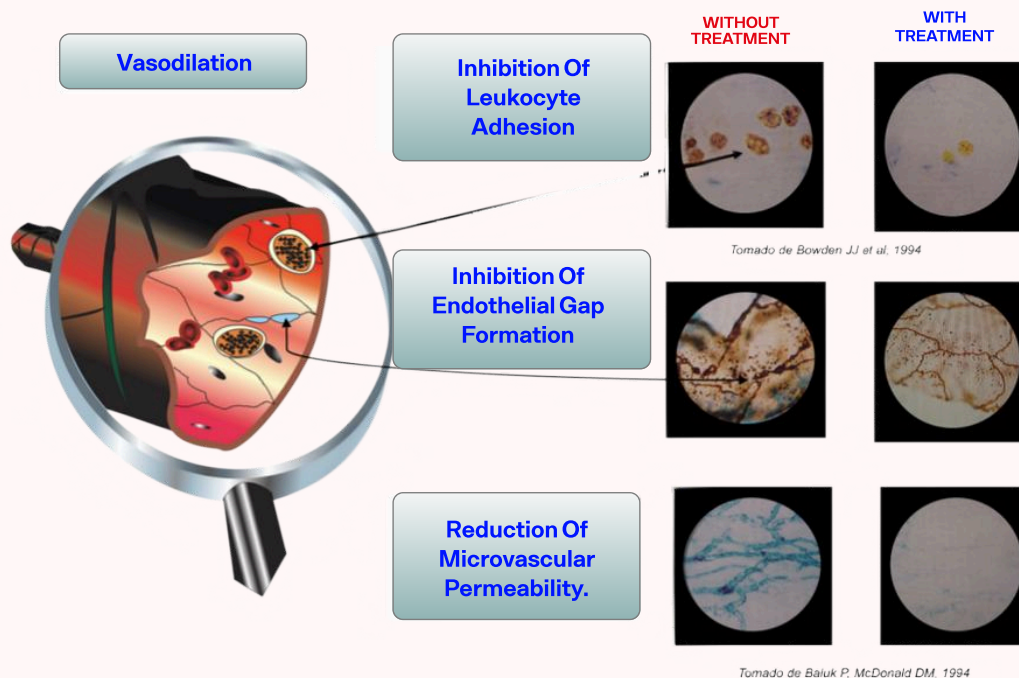 Vasodilation
Inhibition Of
Leukocyte
Adhesion
WITHOUT
TREATMENT
WITH
TREATMENT
Tomado de Bowden JJ et al, 1994
Inhibition Of
Endothelial Gap
Formation
Reduction Of
Microvascular
Permeability.
Tomado de Baluk P, McDonald DM, 1994